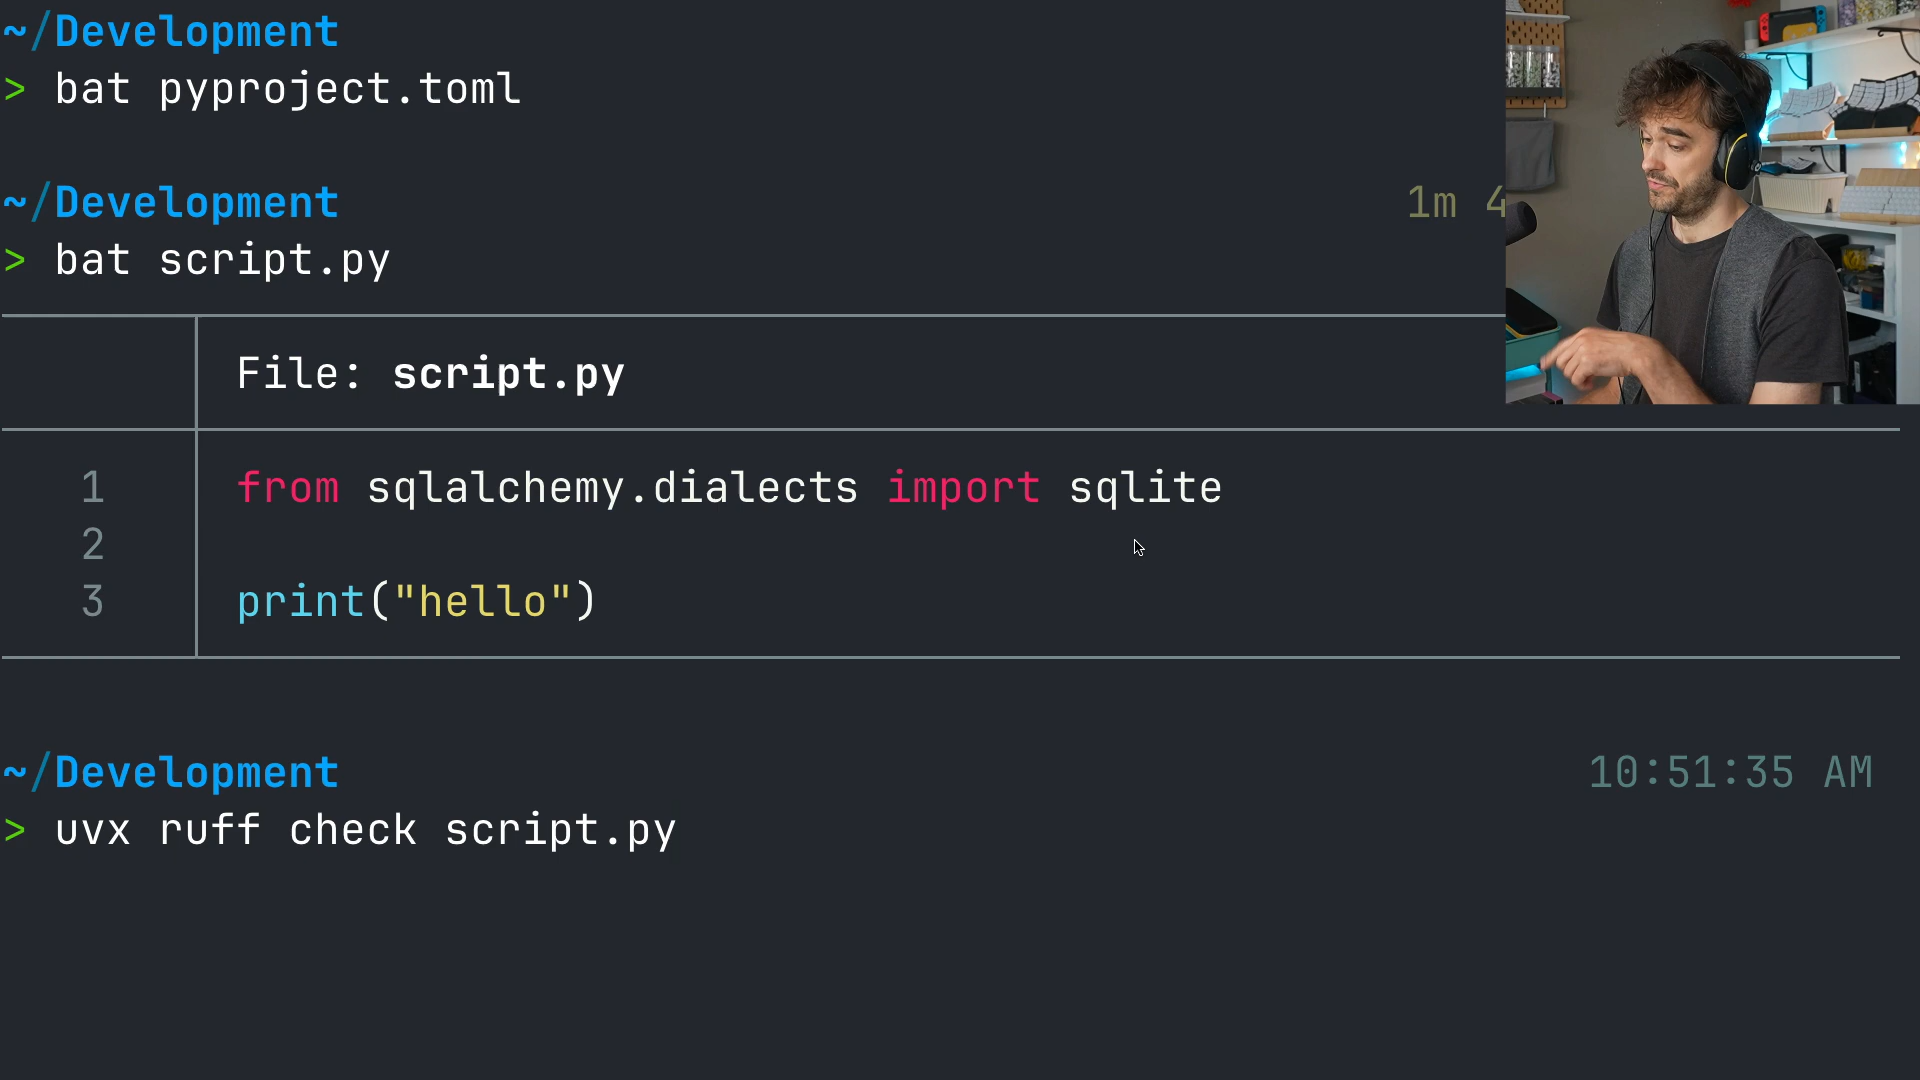 ~/Development
> bat pyproject.toml
~/Development 1m 4
> bat script.py
File: script.py
1 from sqlalchemy.dialects import sqlite
2
3 print("hello")
~/Development 10:51:35 AM
> uvx ruff check script.py